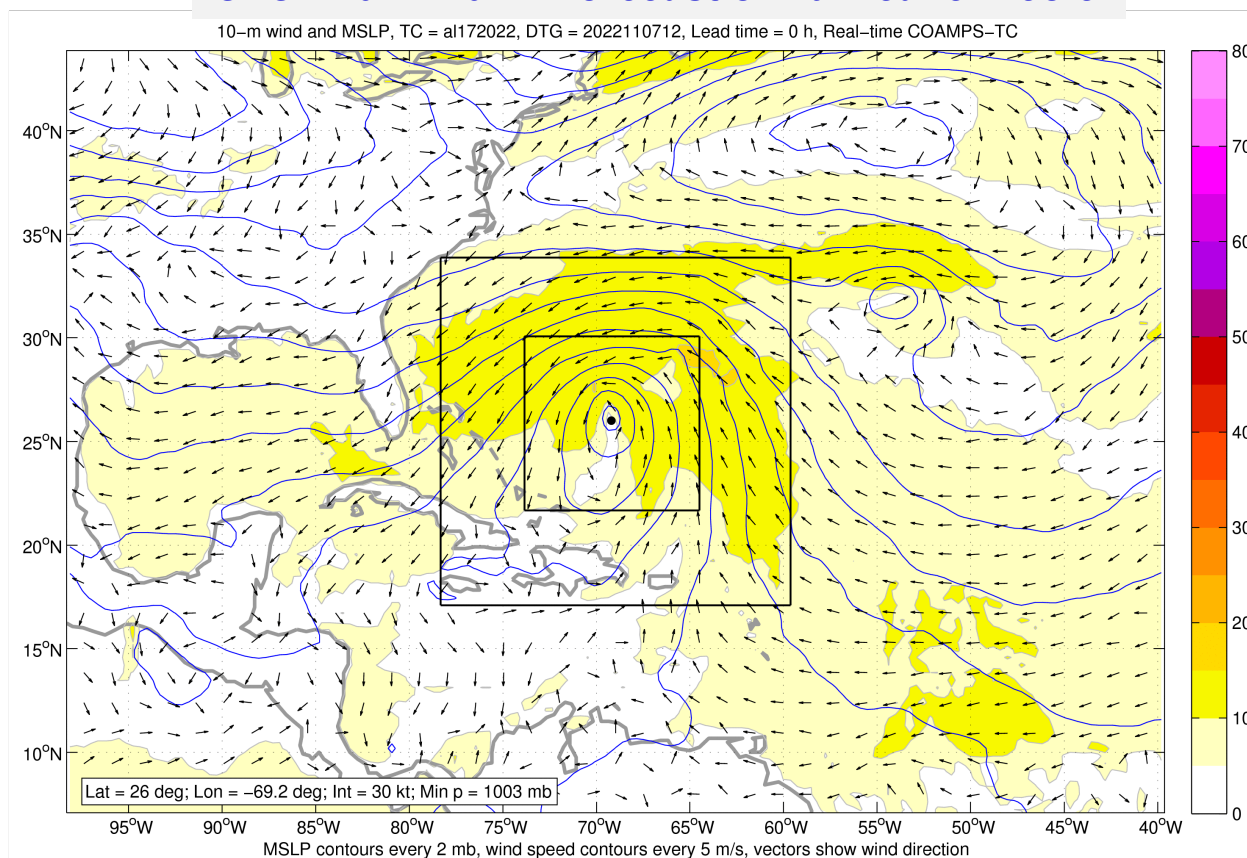 10−m wind and MSLP, TC = al172022, DTG = 2022110712, Lead time = 0 h, Real−time COAMPS−TC
80
70
60
50
40
30
20
10
0
40°N
35°N
30°N
25°N
20°N
15°N
10°N
Lat = 26 deg; Lon = −69.2 deg; Int = 30 kt; Min p = 1003 mb
95°W 90°W 85°W 80°W 75°W 70°W 65°W 60°W 55°W 50°W 45°W 40°W
MSLP contours every 2 mb, wind speed contours every 5 m/s, vectors show wind direction